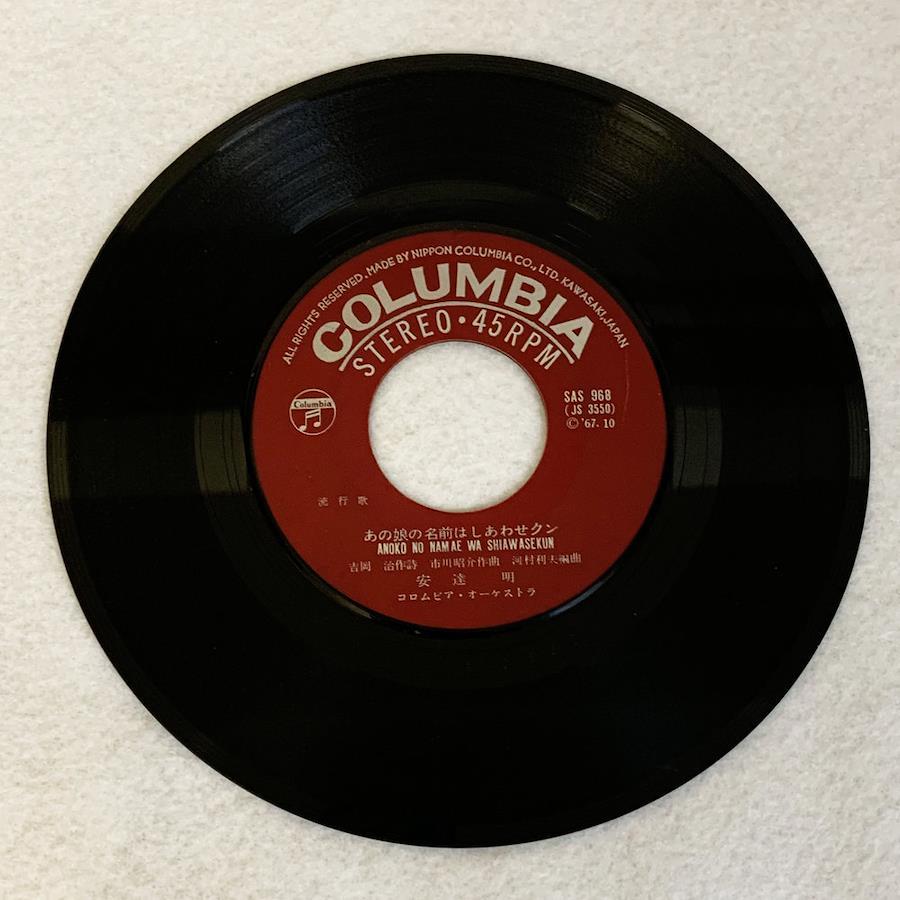 ALL RIGHTS RESERVED. MADE BY NIPPON COLUMBIA CO., LTD. KAWASAKI, JAPAN
COLUMBIA
STEREO・45RPM
Columbia
SAS 968
(JS 3550)
©'67.10
流行歌
あの娘の名前はしあわせクン
ANOKO NO NAMAE WA SHIAWASEKUN
吉岡 治作詩 市川昭介作曲 河村利夫編曲
安達 明
コロムビア・オーケストラ